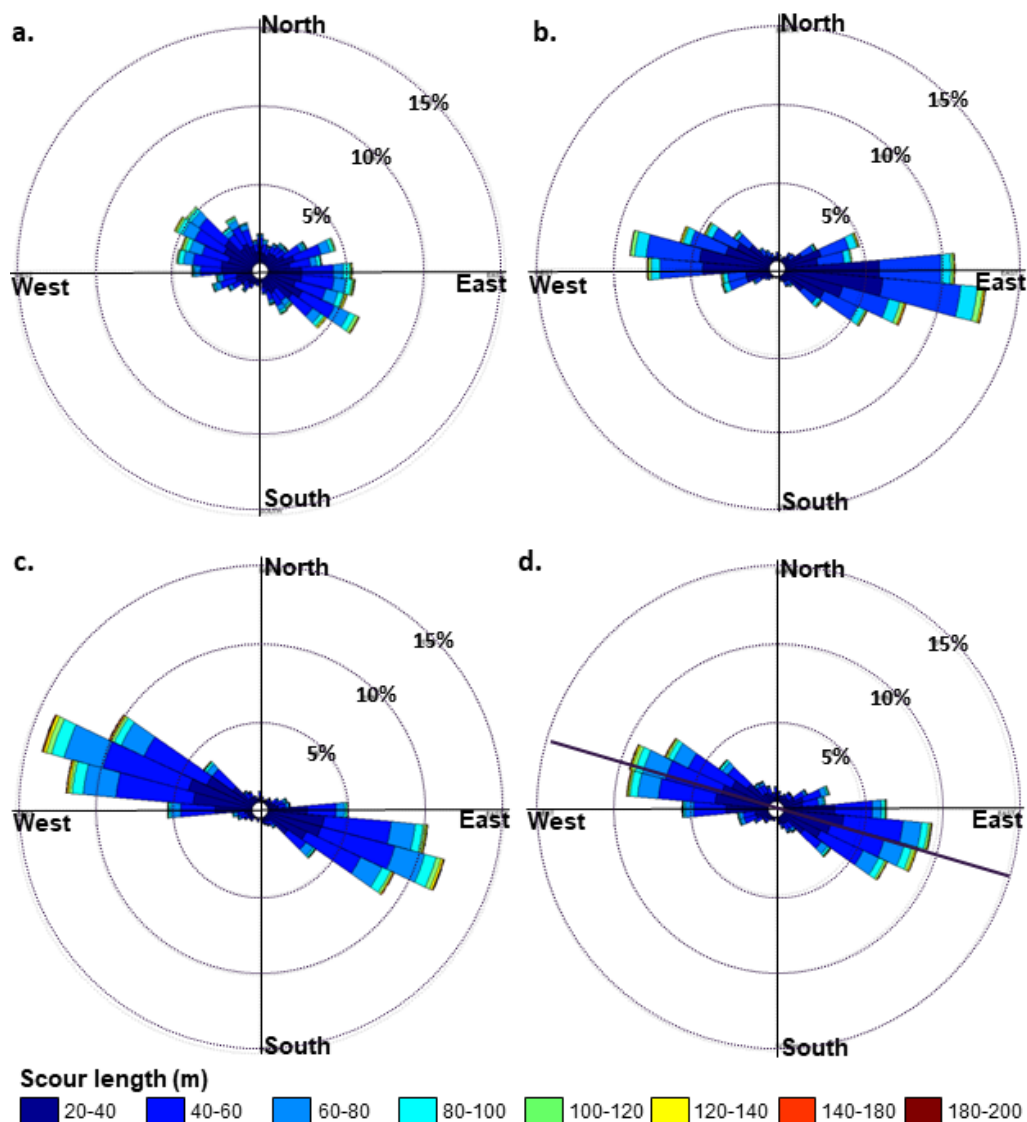 a.
North
15%
10%
5%
West
East
South
b.
North
15%
10%
5%
West
East
South
c.
North
15%
10%
5%
West
East
South
d.
North
15%
10%
5%
West
East
South
Scour length (m)
20-40 40-60 60-80 80-100 100-120 120-140 140-180 180-200